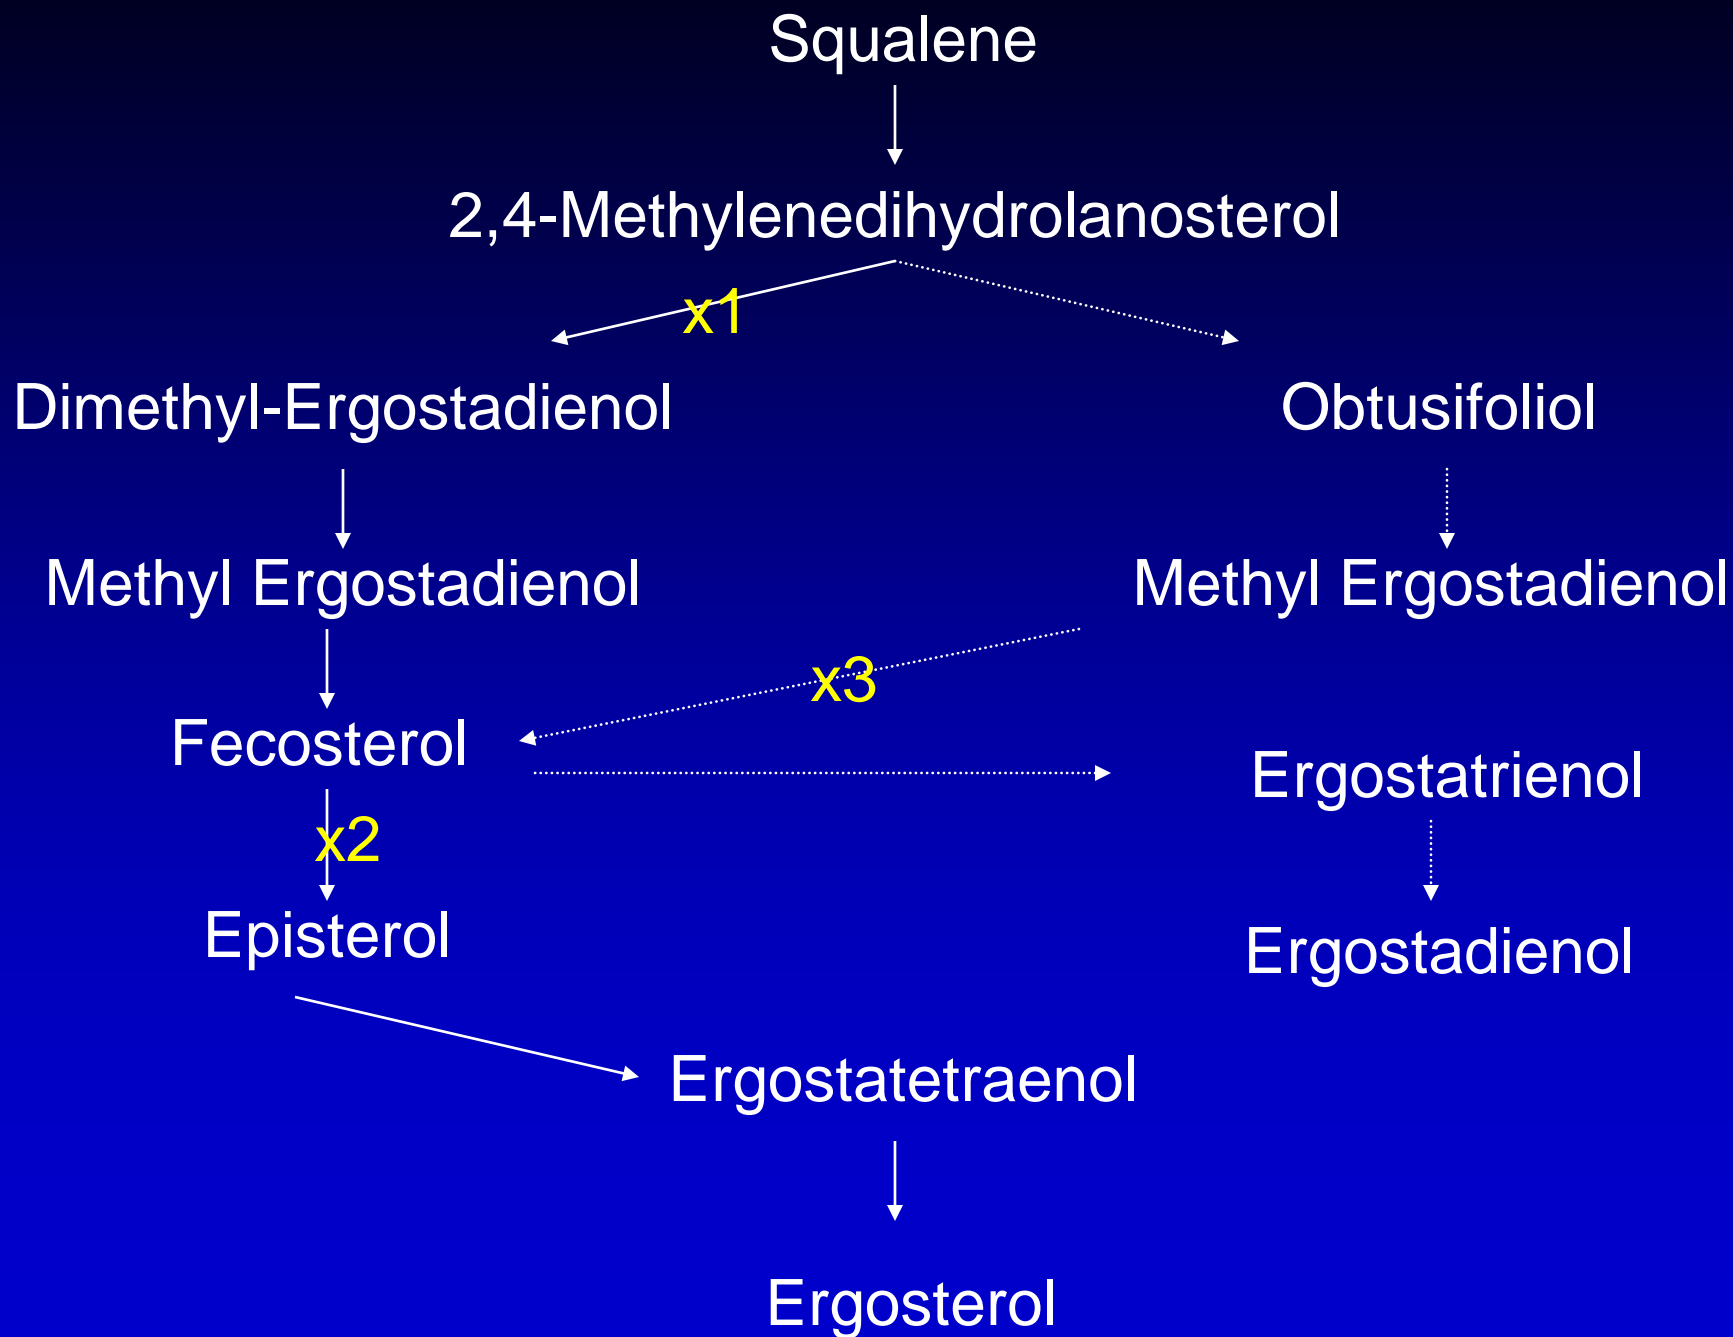 Squalene
2,4-Methylenedihydrolanosterol
x1
Dimethyl-Ergostadienol
Obtusifoliol
Methyl Ergostadienol
Methyl Ergostadienol
x3
Fecosterol
Ergostatrienol
x2
Episterol
Ergostadienol
Ergostatetraenol
Ergosterol